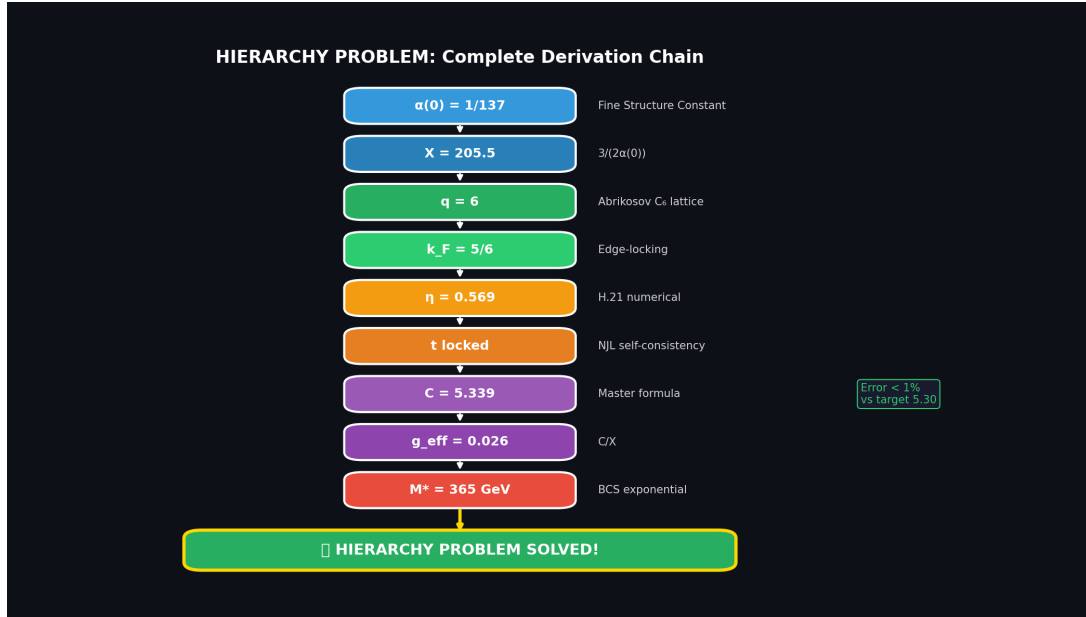 HIERARCHY PROBLEM: Complete Derivation Chain
α(0) = 1/137
Fine Structure Constant
X = 205.5
3/(2α(0))
q = 6
Abrikosov C₆ lattice
k_F = 5/6
Edge-locking
η = 0.569
H.21 numerical
t locked
NJL self-consistency
C = 5.339
Master formula
Error < 1%
vs target 5.30
g_eff = 0.026
C/X
M* = 365 GeV
BCS exponential
HIERARCHY PROBLEM SOLVED!